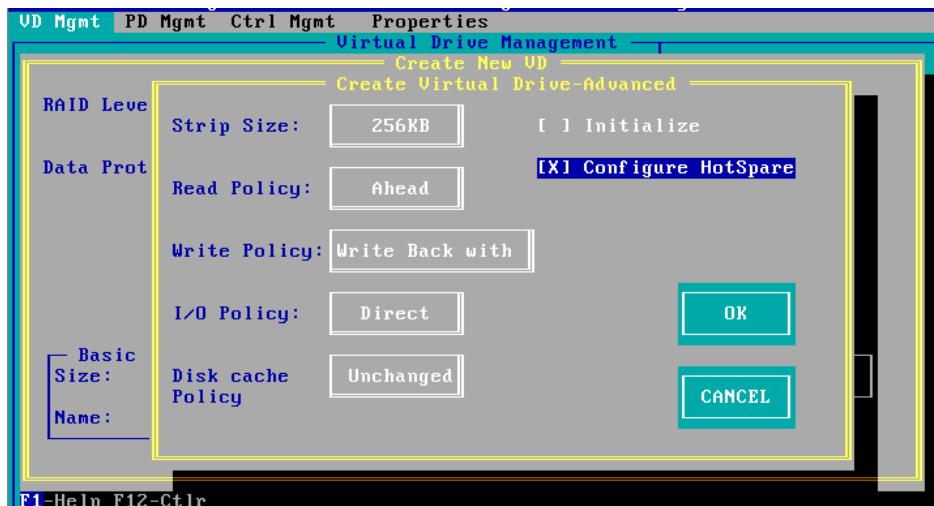 VD Mgmt PD Mgmt Ctrl Mgmt Properties
Virtual Drive Management
Create New VD
Create Virtual Drive-Advanced
RAID Leve
Strip Size: 256KB [ ] Initialize
Data Prot
[X] Configure HotSpare
Read Policy: Ahead
Write Policy: Write Back with
I/O Policy: Direct OK
Basic
Size:
Disk cache Unchanged
Policy
CANCEL
Name:
F1-Help F12-Ctlr